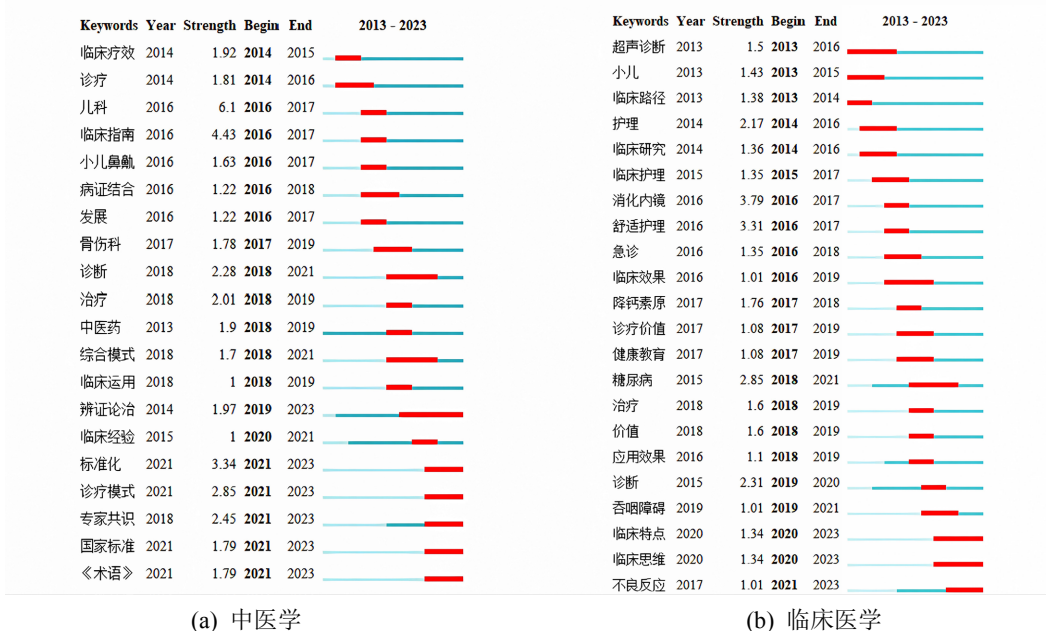 Keywords Year Strength Begin End 2013 - 2023
临床疗效 2014 1.92 2014 2015
诊疗 2014 1.81 2014 2016
儿科 2016 6.1 2016 2017
临床指南 2016 4.43 2016 2017
小儿鼻鼽 2016 1.63 2016 2017
病证结合 2016 1.22 2016 2018
发展 2016 1.22 2016 2017
骨伤科 2017 1.78 2017 2019
诊断 2018 2.28 2018 2021
治疗 2018 2.01 2018 2019
中医药 2013 1.9 2018 2019
综合模式 2018 1.7 2018 2021
临床运用 2018 1 2018 2019
辨证论治 2014 1.97 2019 2023
临床经验 2015 1 2020 2021
标准化 2021 3.34 2021 2023
诊疗模式 2021 2.85 2021 2023
专家共识 2018 2.45 2021 2023
国家标准 2021 1.79 2021 2023
《术语》 2021 1.79 2021 2023
(a) 中医学
Keywords Year Strength Begin End 2013 - 2023
超声诊断 2013 1.5 2013 2016
小儿 2013 1.43 2013 2015
临床路径 2013 1.38 2013 2014
护理 2014 2.17 2014 2016
临床研究 2014 1.36 2014 2016
临床护理 2015 1.35 2015 2017
消化内镜 2016 3.79 2016 2017
舒适护理 2016 3.31 2016 2017
急诊 2016 1.35 2016 2018
临床效果 2016 1.01 2016 2019
降钙素原 2017 1.76 2017 2018
诊疗价值 2017 1.08 2017 2019
健康教育 2017 1.08 2017 2019
糖尿病 2015 2.85 2018 2021
治疗 2018 1.6 2018 2019
价值 2018 1.6 2018 2019
应用效果 2016 1.1 2018 2019
诊断 2015 2.31 2019 2020
吞咽障碍 2019 1.01 2019 2021
临床特点 2020 1.34 2020 2023
临床思维 2020 1.34 2020 2023
不良反应 2017 1.01 2021 2023
(b) 临床医学